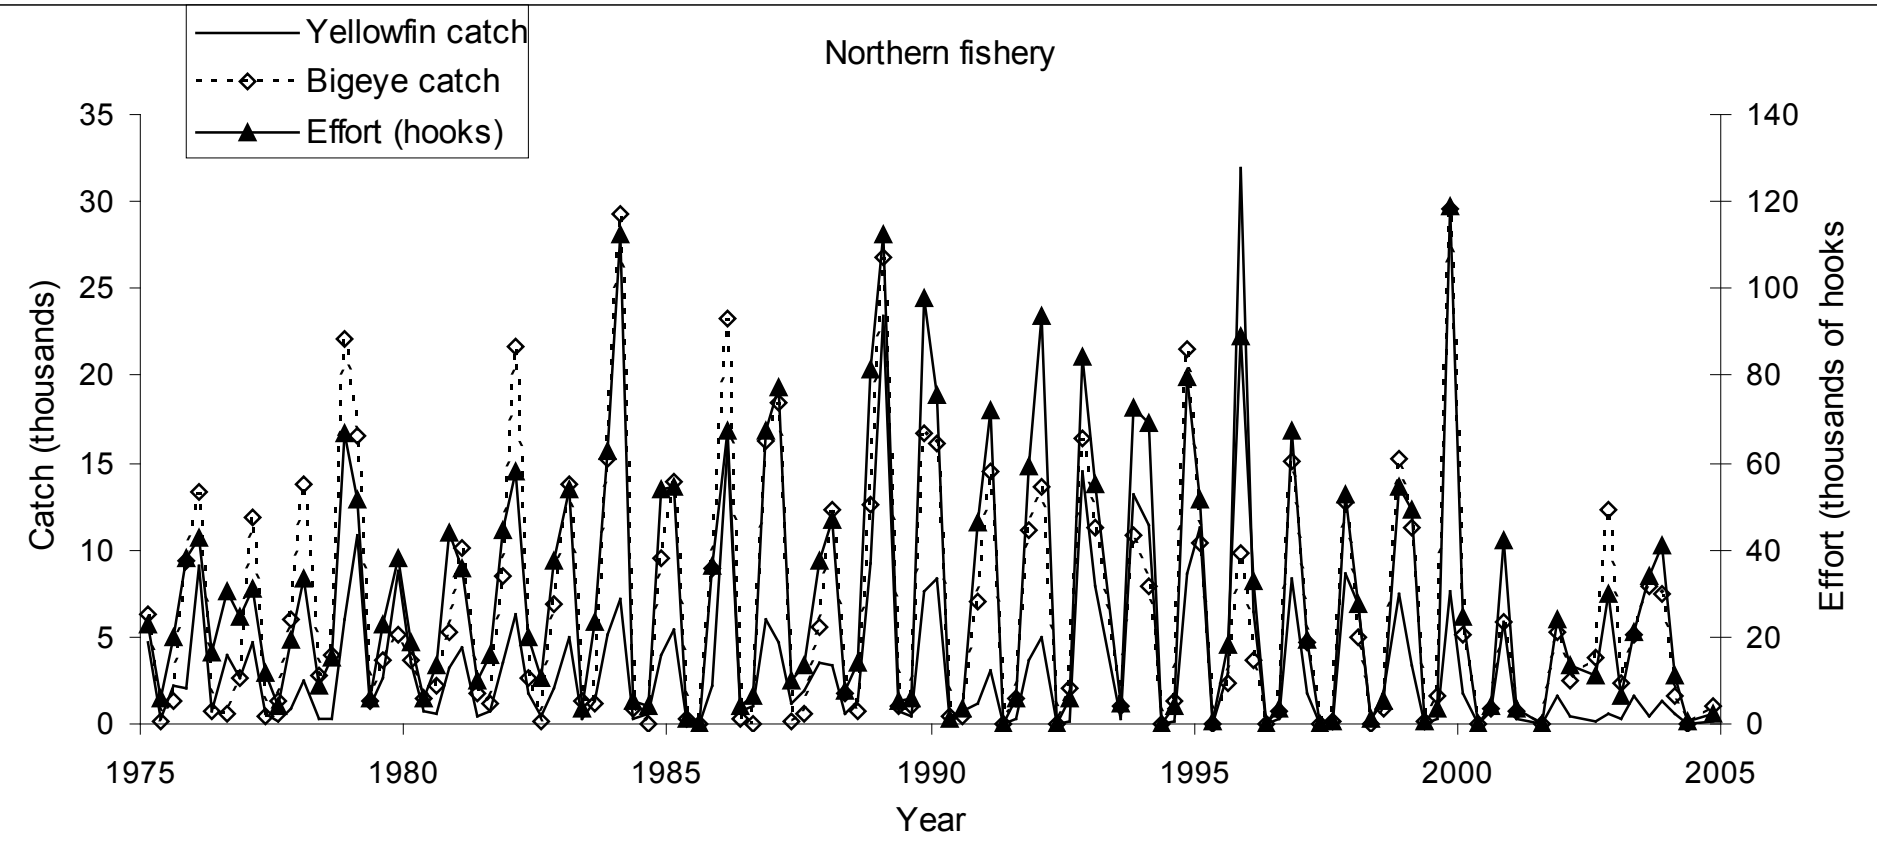 Yellowfin catch
Bigeye catch
Effort (hooks)
Northern fishery
35
30
25
20
15
10
5
0
Catch (thousands)
140
120
100
80
60
40
20
0
Effort (thousands of hooks
1975 1980 1985 1990 1995 2000 2005
Year